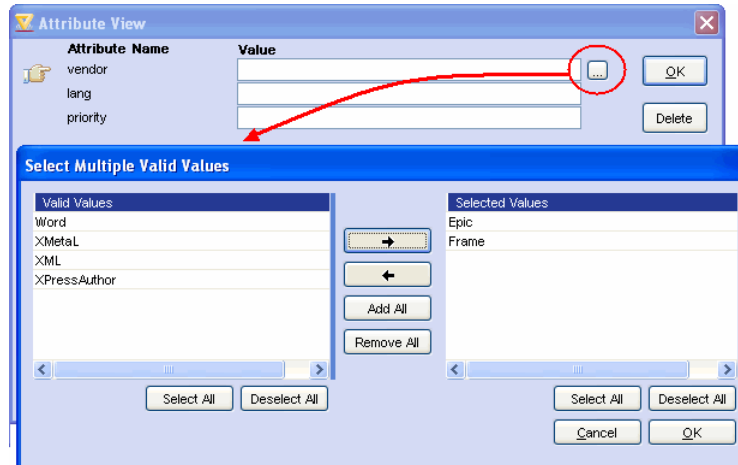 Attribute View
Attribute Name Value
vendor ... OK
lang
priority Delete
Select Multiple Valid Values
Valid Values Selected Values
Word Epic
XMetaL Frame
XML
XPressAuthor
Add All
Remove All
Select All Deselect All Select All Deselect All
Cancel OK